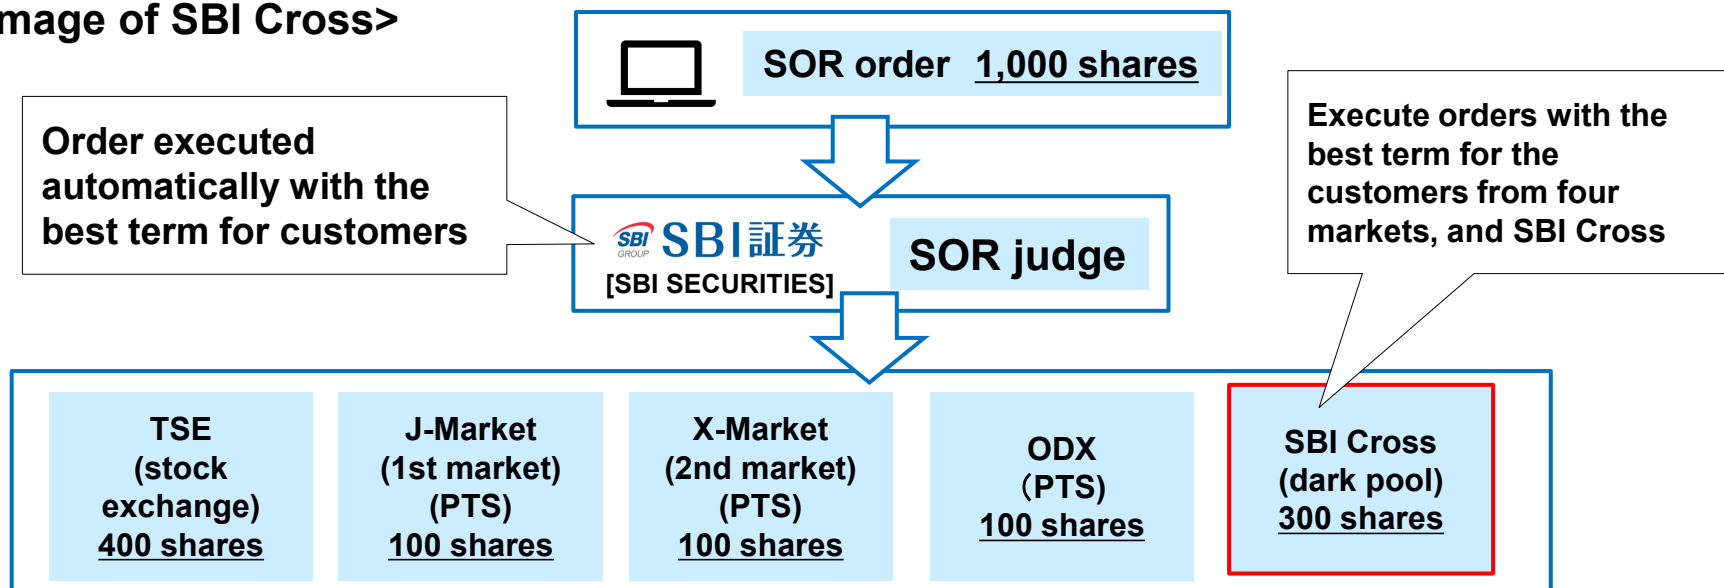 mage of SBI Cross>
SOR order 1,000 shares
Order executed
automatically with the
best term for customers
Execute orders with the
best term for the
customers from four
markets, and SBI Cross
SBI
GROUP
SBI証券
[SBI SECURITIES]
SOR judge
TSE
(stock
exchange)
400 shares
J-Market
(1st market)
(PTS)
100 shares
X-Market
(2nd market)
(PTS)
100 shares
ODX
（PTS)
100 shares
SBI Cross
(dark pool)
300 shares